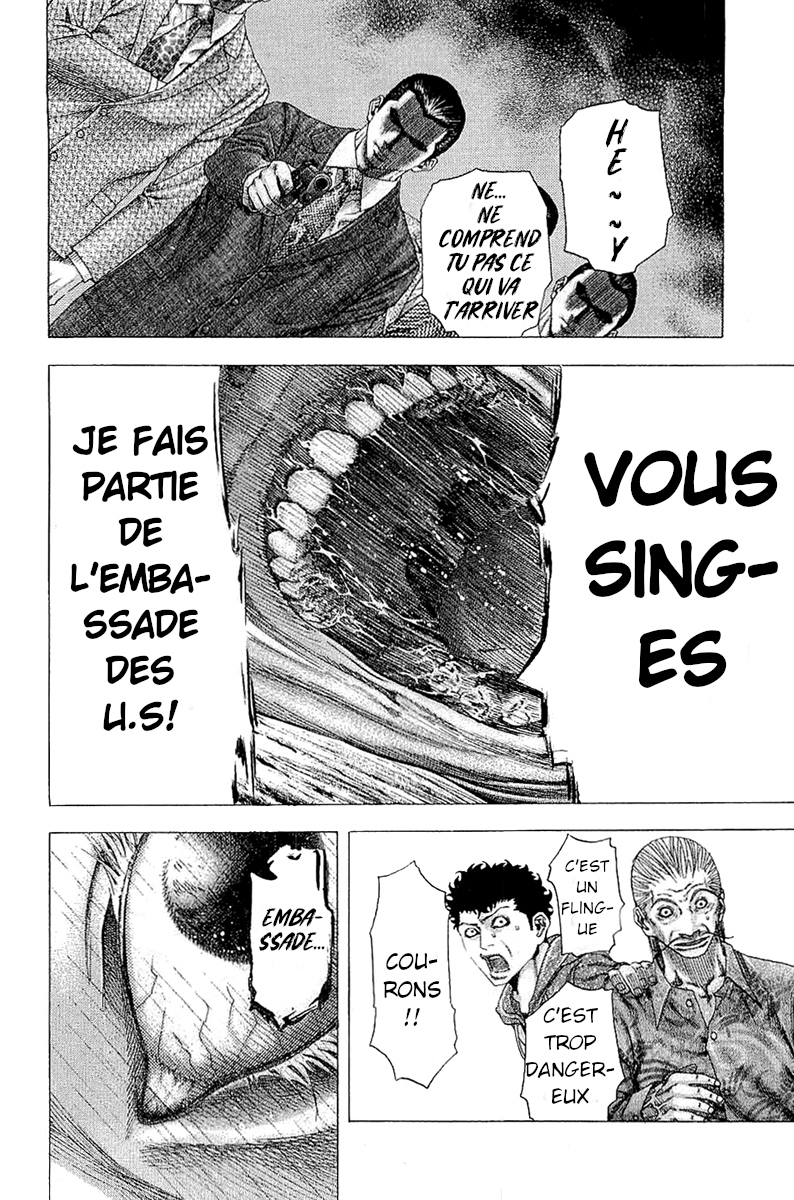 H
E
~
~
Y
NE...
NE
COMPREND
TU PAS CE
QUI VA
T'ARRIVER
VOUS
SING-
ES
JE FAIS
PARTIE
DE
L'EMBA-
SSADE
DES
U.S!
C'EST
UN
FLING-
UE
C'EST
TROP
DANGER-
EUX
COU-
RONS
!!
EMBA-
SSADE...